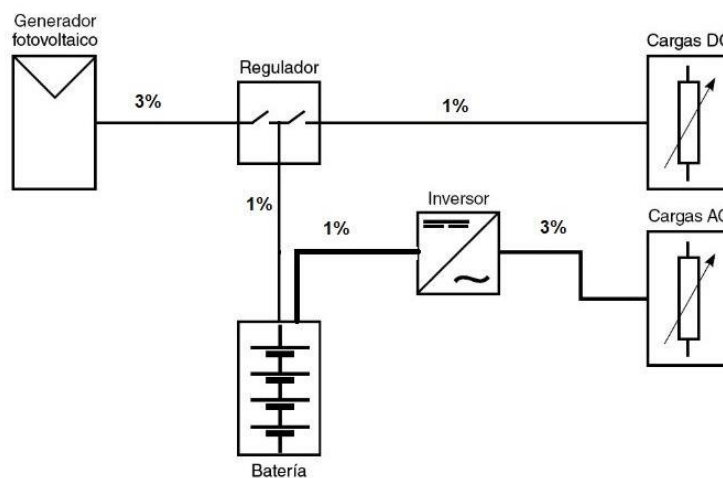 Generador
fotovoltaico
Regulador
Cargas DC
3%
1%
1%
1%
Inversor
3%
Cargas AC
Batería